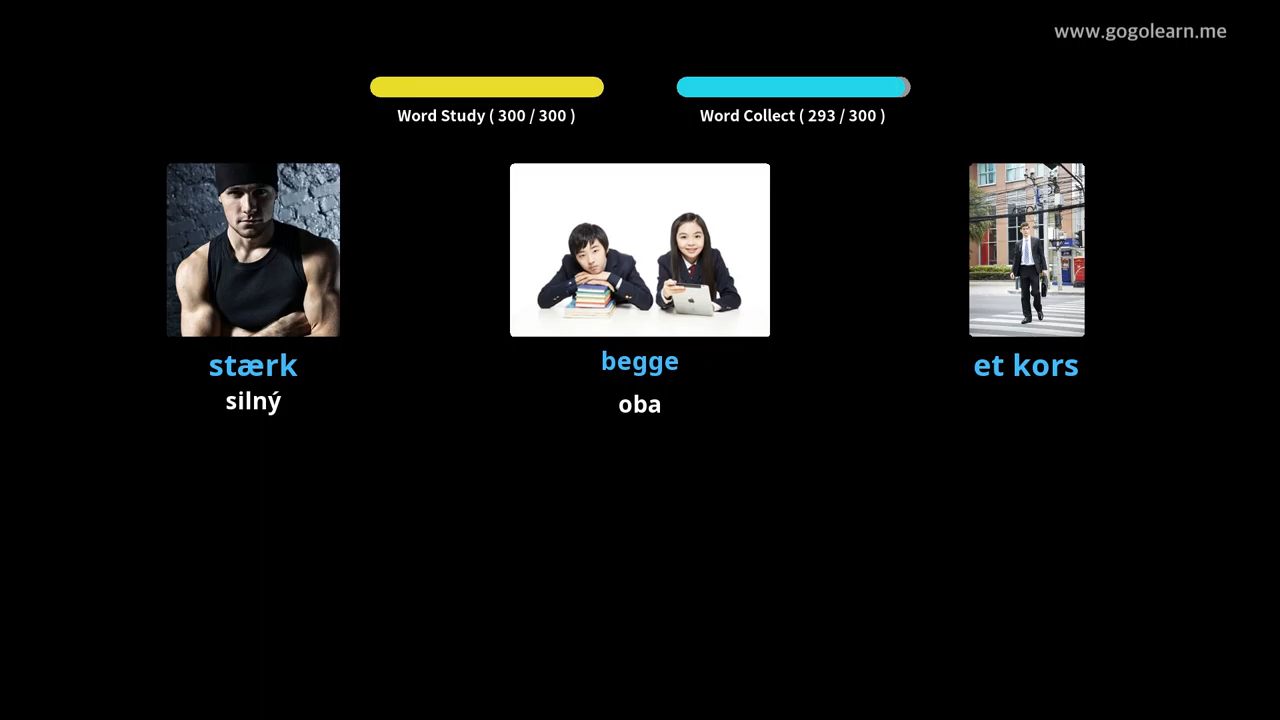 www.gogolearn.me
Word Study ( 300 / 300 )
Word Collect ( 293 / 300 )
stærk
silný
begge
oba
et kors